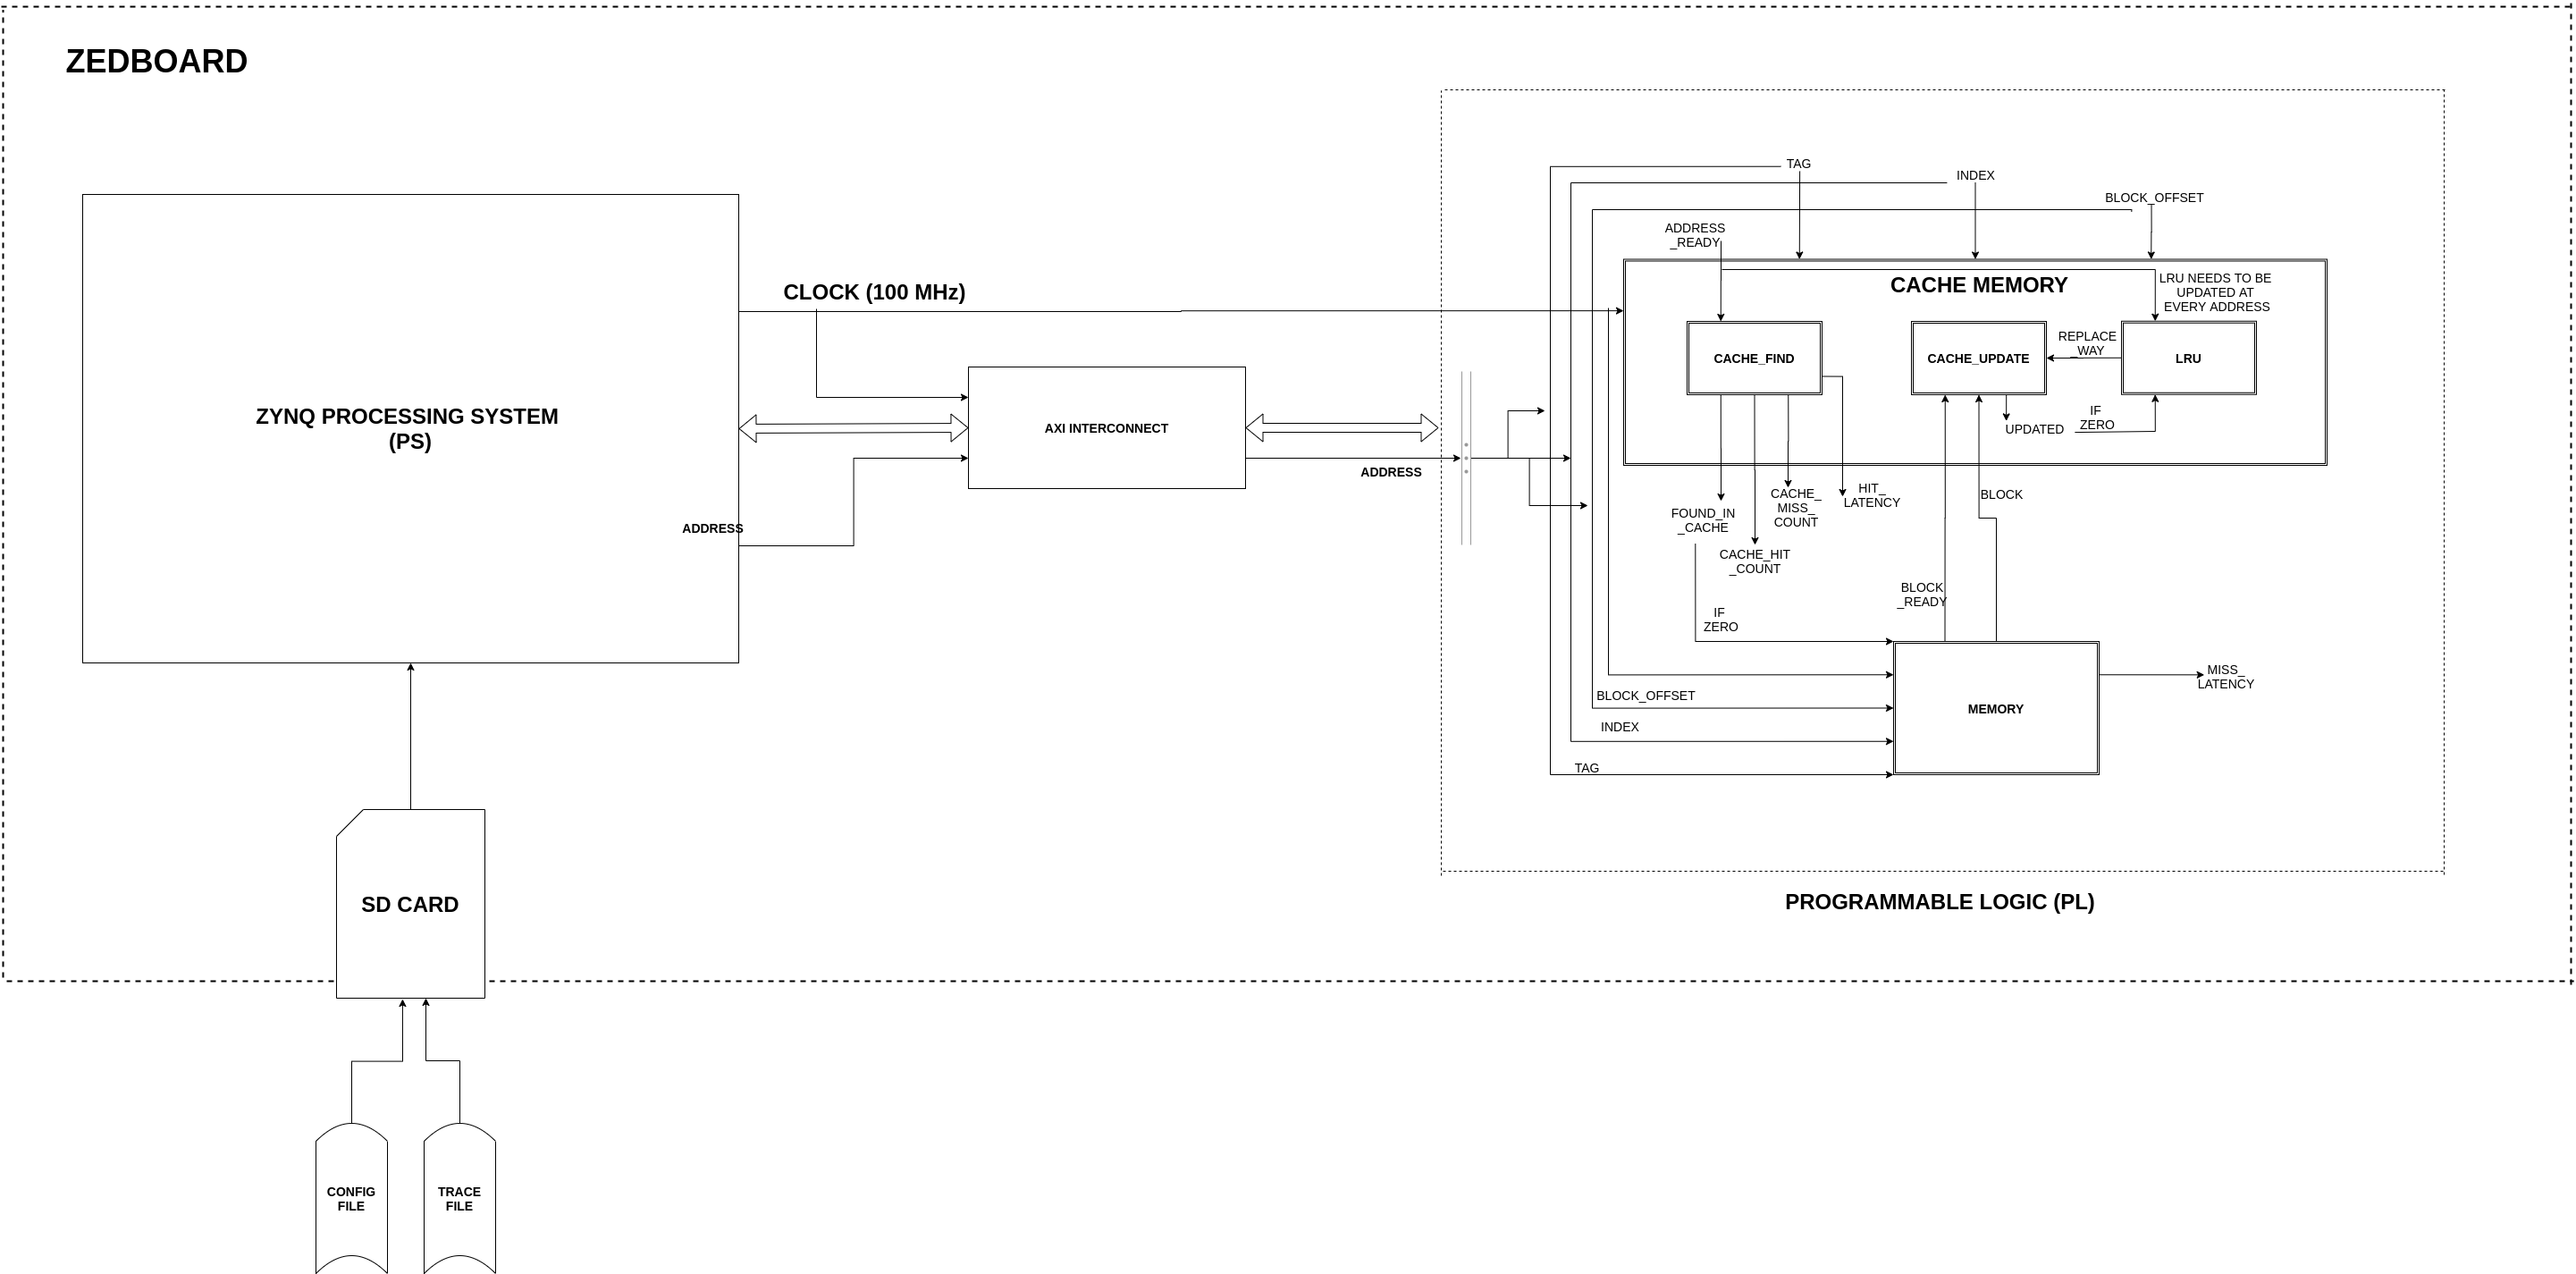 ZEDBOARD
TAG
INDEX
BLOCK_OFFSET
ADDRESS
_READY
CACHE MEMORY
LRU NEEDS TO BE
UPDATED AT
EVERY ADDRESS
CLOCK (100 MHz)
CACHE_FIND
CACHE_UPDATE
REPLACE
_WAY
LRU
ZYNQ PROCESSING SYSTEM
(PS)
AXI INTERCONNECT
IF
ZERO
UPDATED
ADDRESS
ADDRESS
FOUND_IN
_CACHE
CACHE_
MISS_
COUNT
HIT_
LATENCY
BLOCK
CACHE_HIT
_COUNT
BLOCK
_READY
IF
ZERO
MISS_
LATENCY
BLOCK_OFFSET
MEMORY
INDEX
TAG
SD CARD
PROGRAMMABLE LOGIC (PL)
CONFIG
FILE
TRACE
FILE